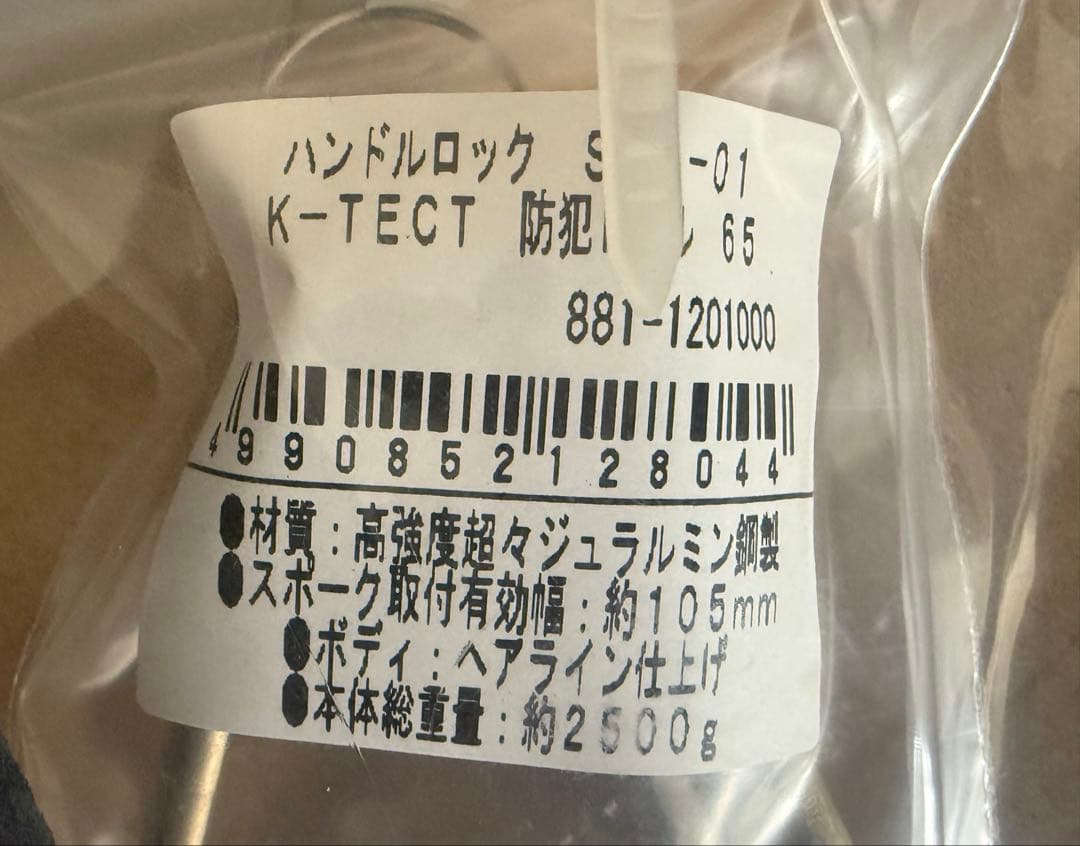 ハンドルロック -01
K-TECT 防犯 65
881-1201000
4990852128044
●材質:高強度超々ジュラルミン鋼製
●スポーク取付有効幅:約105mm
●ボディ:ヘアライン仕上げ
●本体総重量:約2500g